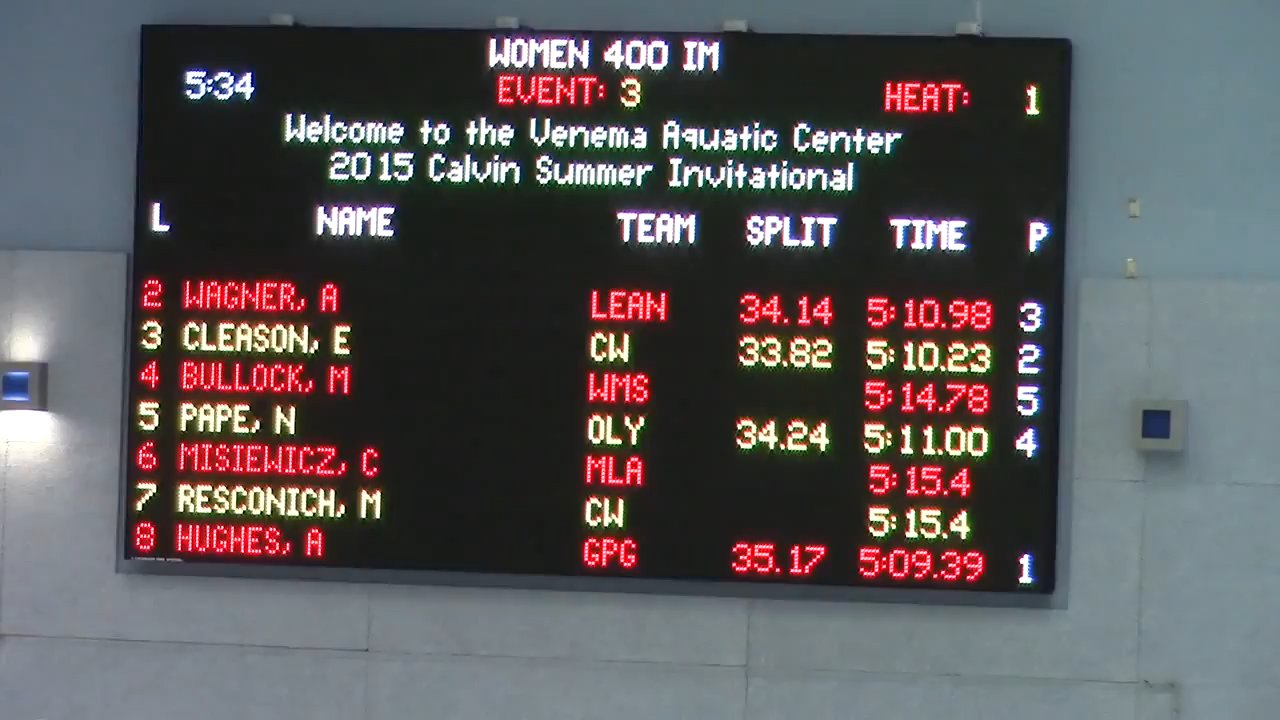 WOMEN 400 IM
5:34 EVENT: 3 HEAT: 1
Welcome to the Venema Aquatic Center
2015 Calvin Summer Invitational
L NAME TEAM SPLIT TIME P
2 WAGNER, A LEAN 34.14 5:10.98 3
3 CLEASON, E CW 33.82 5:10.23 2
4 BULLOCK, M WMS 5:14.78 5
5 PAPE, N OLY 34.24 5:11.00 4
6 MISIEWICZ, C MLA 5:15.4
7 RESCONICH, M CW 5:15.4
8 HUGHES, A GPG 35.17 5:09.39 1